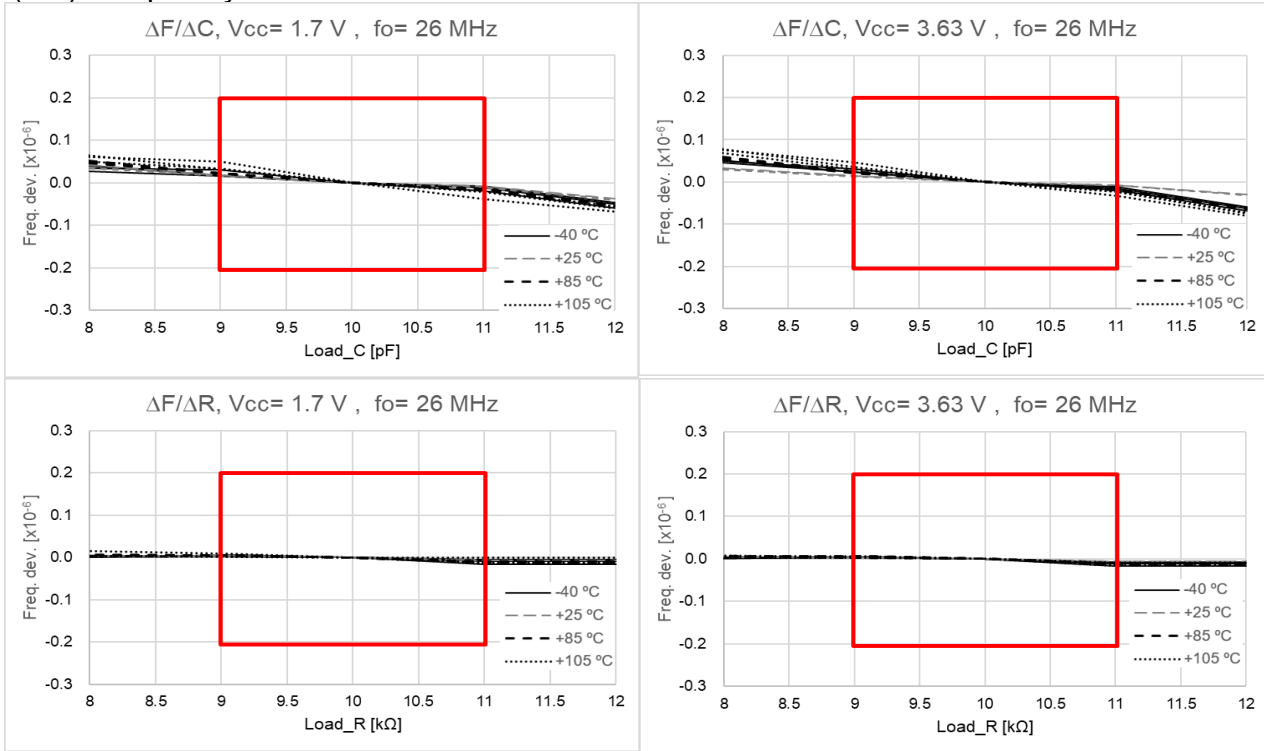 ΔF/ΔC, Vcc= 1.7 V , fo= 26 MHz
0.3
0.2
0.1
0.0
-0.1
-0.2
-0.3
Freq. dev. [x10⁻⁶]
-40 ºC
+25 ºC
+85 ºC
+105 ºC
8 8.5 9 9.5 10 10.5 11 11.5 12
Load_C [pF]
ΔF/ΔC, Vcc= 3.63 V , fo= 26 MHz
0.3
0.2
0.1
0.0
-0.1
-0.2
-0.3
Freq. dev. [x10⁻⁶]
-40 ºC
+25 ºC
+85 ºC
+105 ºC
8 8.5 9 9.5 10 10.5 11 11.5 12
Load_C [pF]
ΔF/ΔR, Vcc= 1.7 V , fo= 26 MHz
0.3
0.2
0.1
0.0
-0.1
-0.2
-0.3
Freq. dev. [x10⁻⁶]
-40 ºC
+25 ºC
+85 ºC
+105 ºC
8 8.5 9 9.5 10 10.5 11 11.5 12
Load_R [kΩ]
ΔF/ΔR, Vcc= 3.63 V , fo= 26 MHz
0.3
0.2
0.1
0.0
-0.1
-0.2
-0.3
Freq. dev. [x10⁻⁶]
-40 ºC
+25 ºC
+85 ºC
+105 ºC
8 8.5 9 9.5 10 10.5 11 11.5 12
Load_R [kΩ]